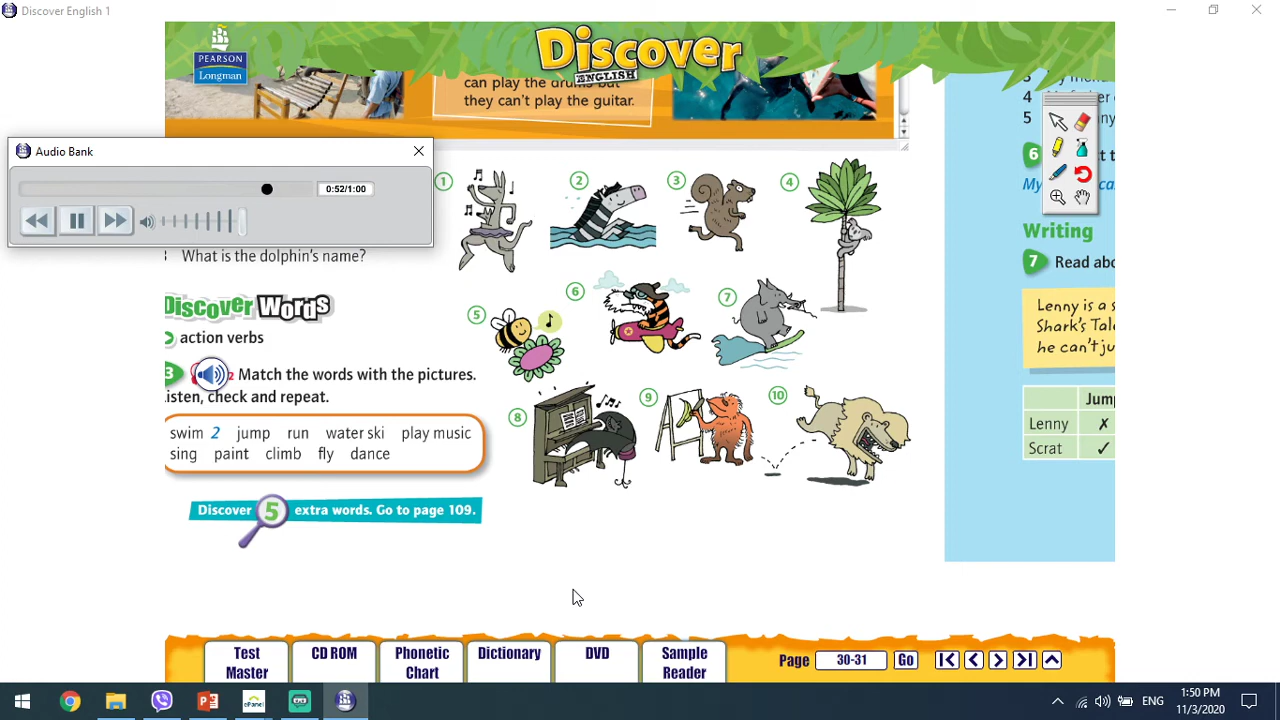 Discover English 1
PEARSON
Longman
Discover
ENGLISH
can play the drums but
they can't play the guitar.
4
5
Audio Bank
0:52/1:00
What is the dolphin's name?
Discover Words
action verbs
3 Match the words with the pictures.
Listen, check and repeat.
swim 2 jump run water ski play music
sing paint climb fly dance
Discover 5 extra words. Go to page 109.
1
2
3
4
5
6
7
8
9
10
6
Writing
7 Read abo
Lenny is a s
Shark's Tal
he can't ju
Jump
Lenny ✗
Scrat ✓
Test
Master
CD ROM
Phonetic
Chart
Dictionary
DVD
Sample
Reader
Page 30-31 Go
cPanel
ENG
1:50 PM
11/3/2020